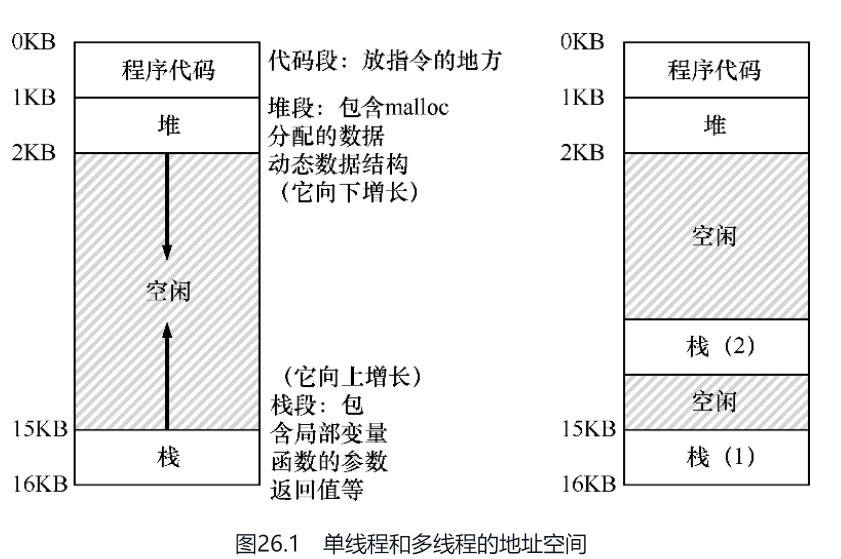 0KB
程序代码
代码段：放指令的地方
1KB
堆
堆段：包含malloc
分配的数据
2KB
动态数据结构
（它向下增长）
空闲
（它向上增长）
栈段：包
15KB
含局部变量
栈
函数的参数
16KB
返回值等
0KB
程序代码
1KB
堆
2KB
空闲
栈（2）
空闲
15KB
栈（1）
16KB
图26.1 单线程和多线程的地址空间